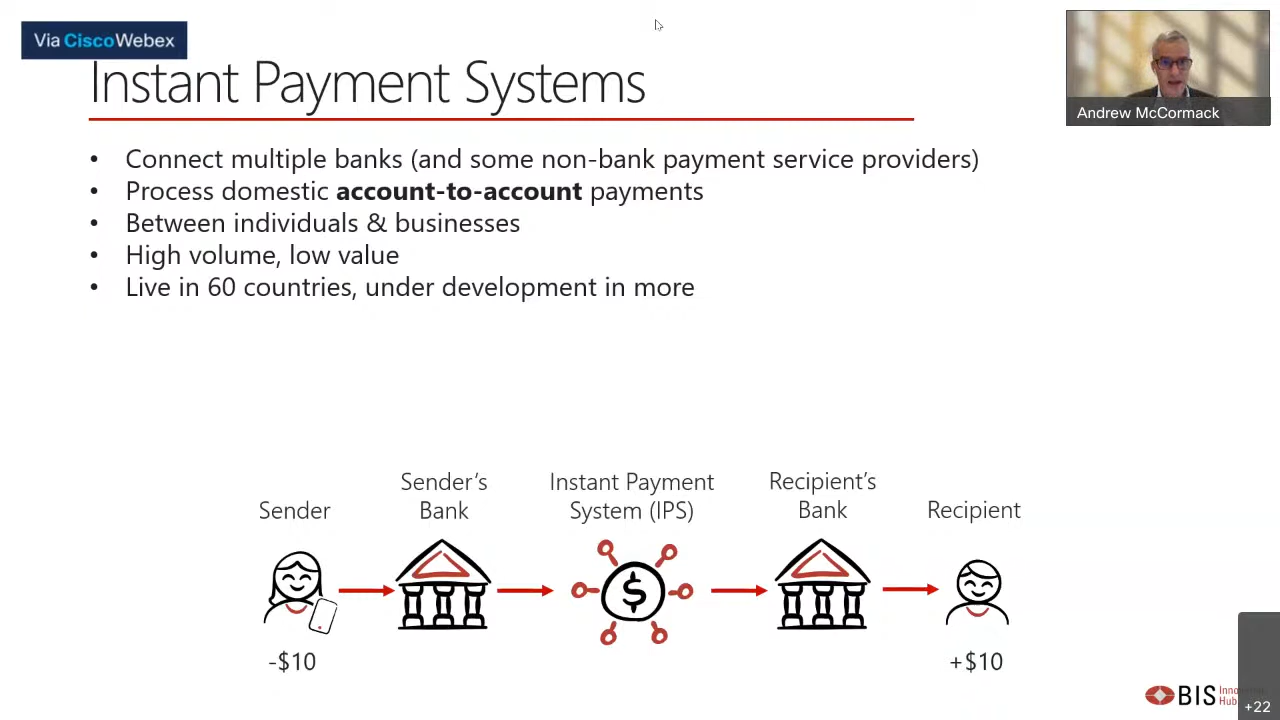 Via CiscoWebex
Instant Payment Systems
Andrew McCormack
• Connect multiple banks (and some non-bank payment service providers)
• Process domestic account-to-account payments
• Between individuals & businesses
• High volume, low value
• Live in 60 countries, under development in more
Sender
Sender's
Bank
Instant Payment
System (IPS)
Recipient's
Bank
Recipient
$
-$10
+$10
BIS
Hub
+22